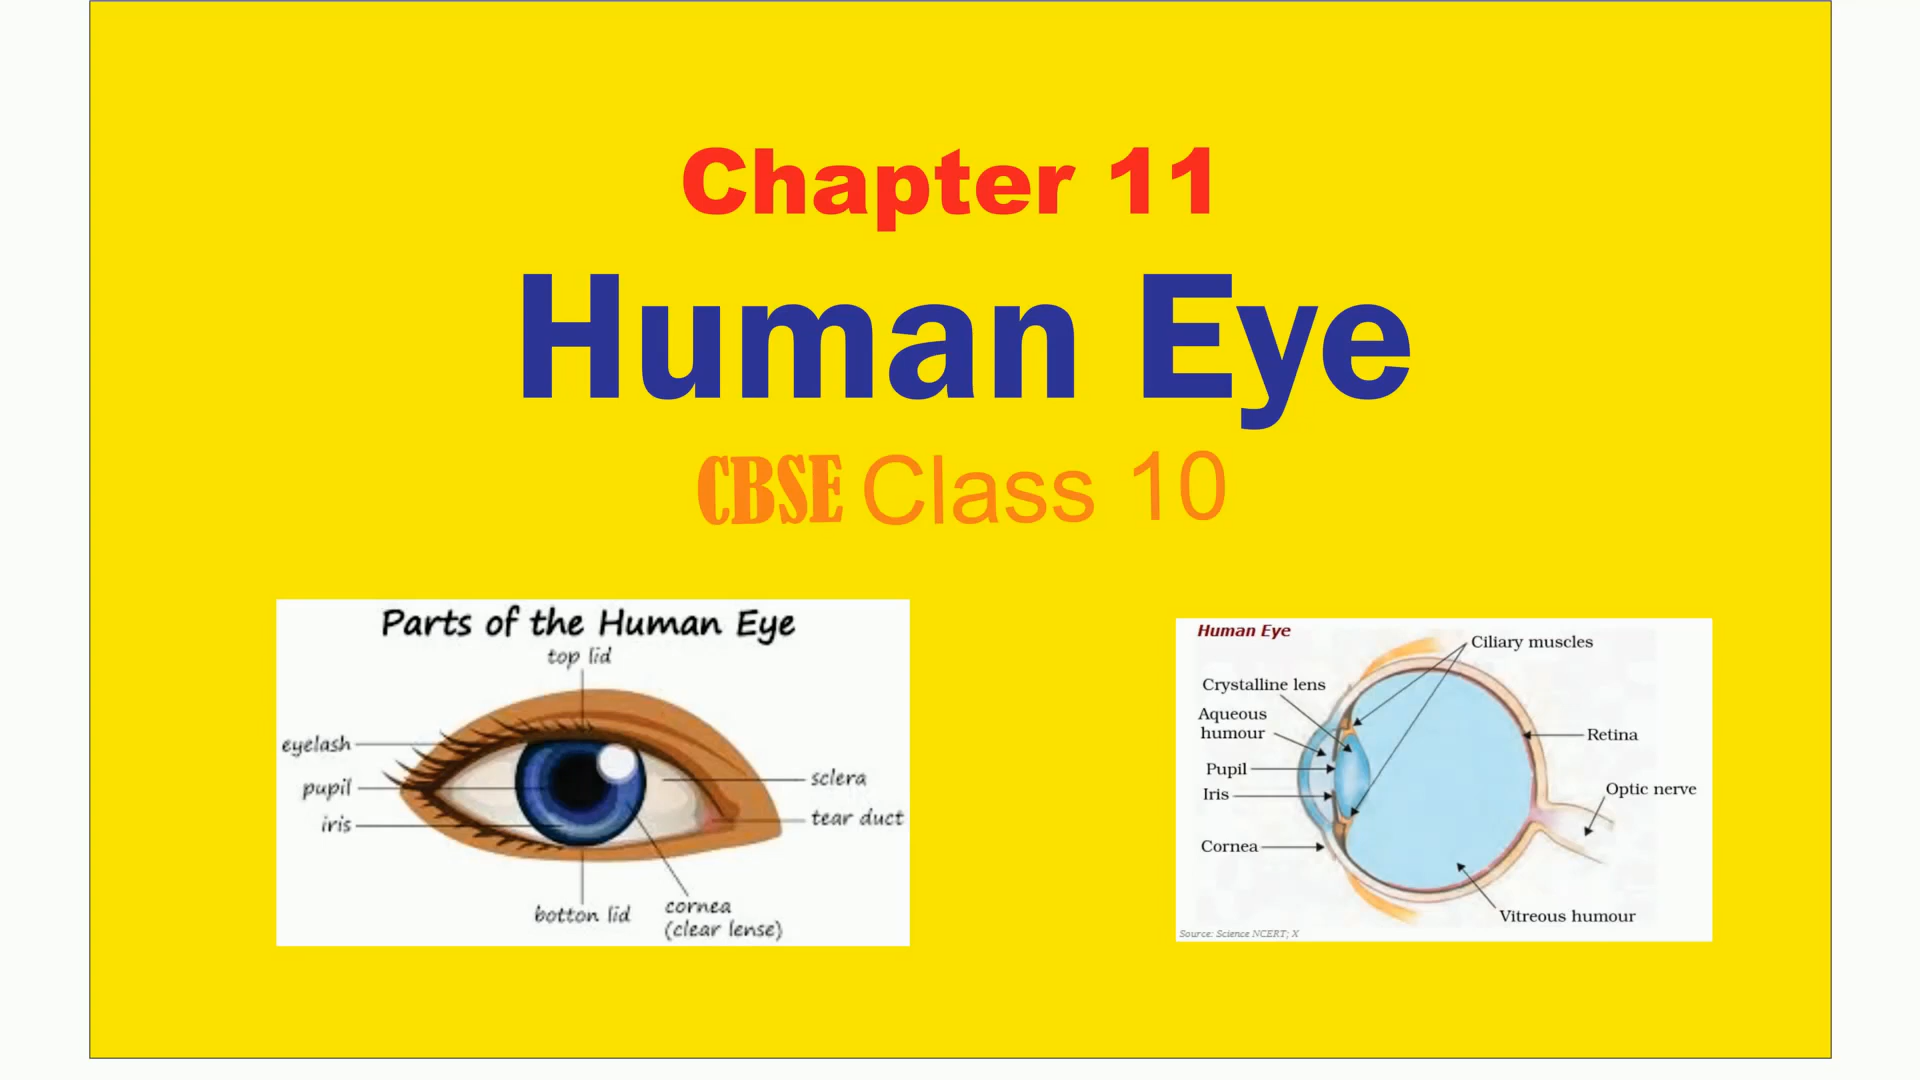 Chapter 11
Human Eye
CBSE Class 10
Parts of the Human Eye
top lid
eyelash
pupil
iris
sclera
tear duct
botton lid
cornea
(clear lense)
Human Eye
Ciliary muscles
Crystalline lens
Aqueous
humour
Pupil
Iris
Cornea
Retina
Optic nerve
Vitreous humour
Source: Science NCERT; X